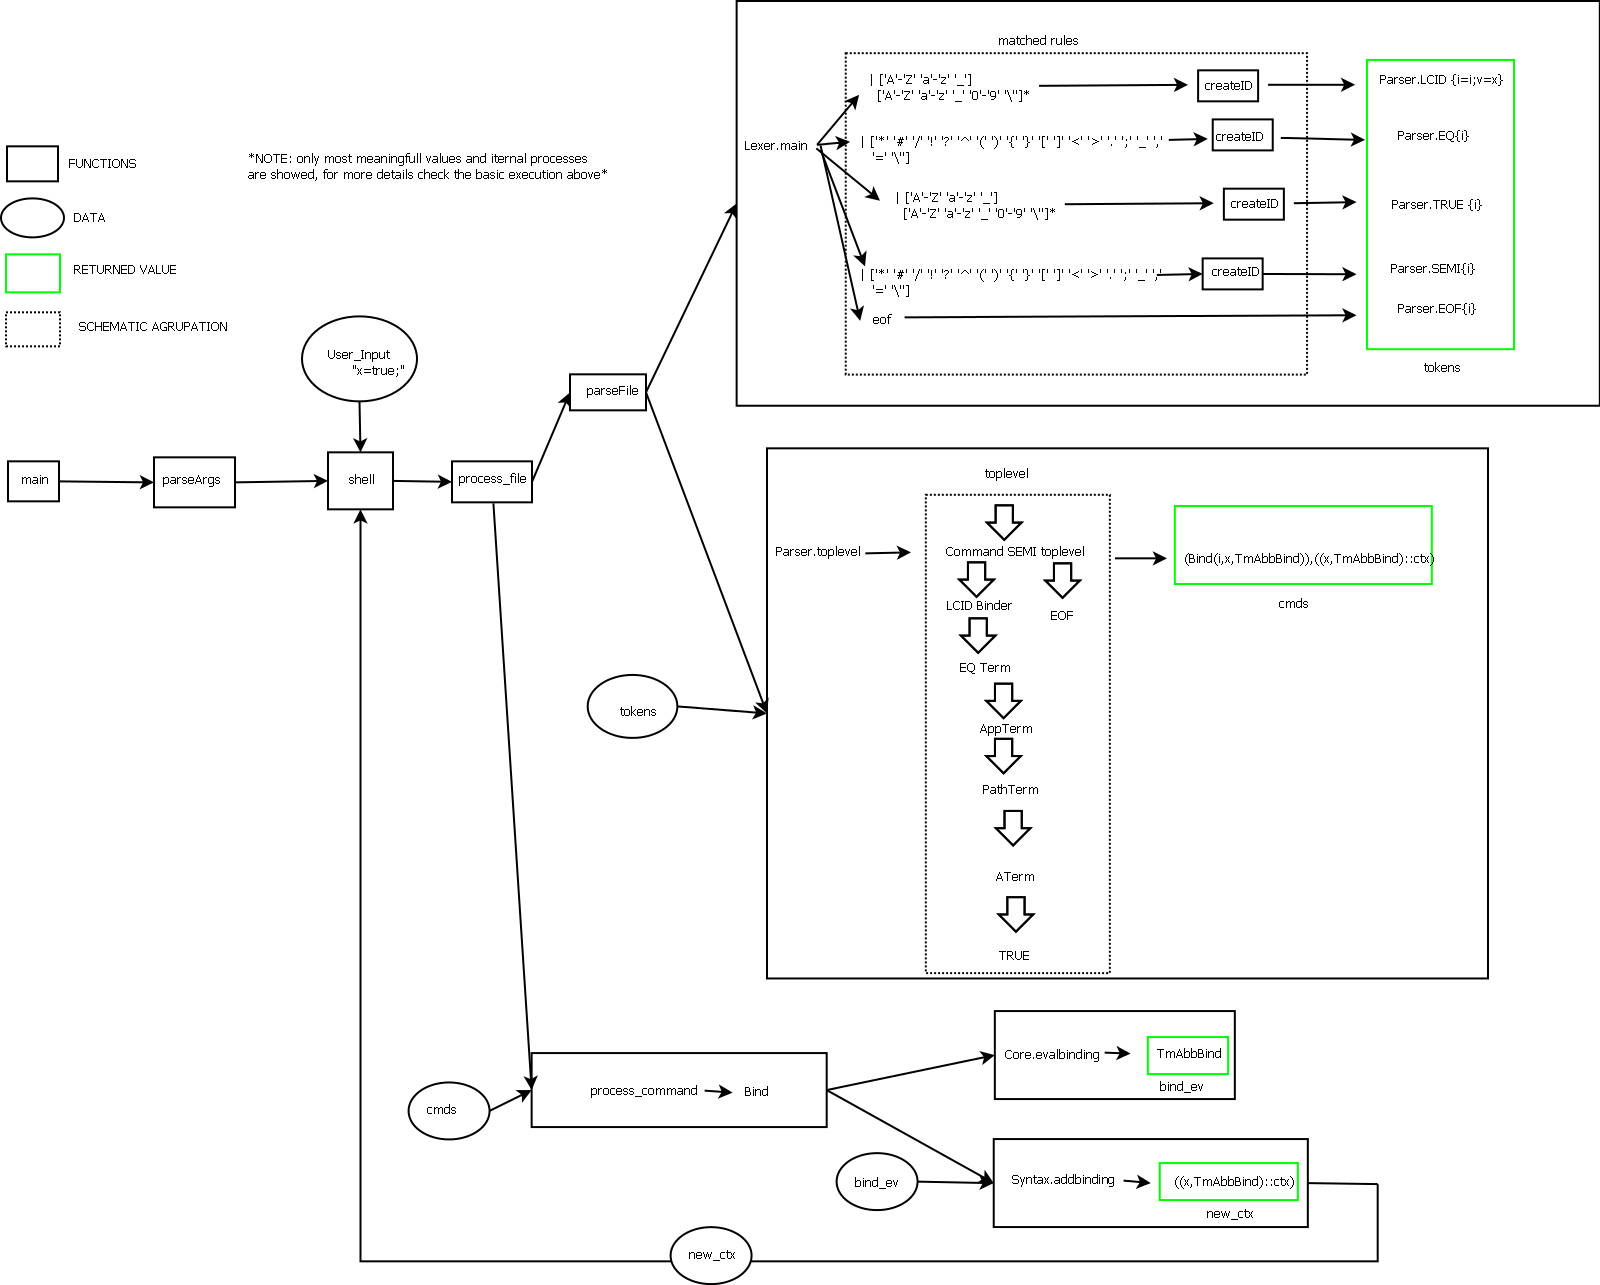 FUNCTIONS
DATA
RETURNED VALUE
SCHEMATIC AGRUPATION
*NOTE: only most meaningfull values and iternal processes
are showed, for more details check the basic execution above*
User_Input
"x=true;"
main
parseArgs
shell
process_file
parseFile
matched rules
Lexer.main
| ['A'-'Z' 'a'-'z' '_']
['A'-'Z' 'a'-'z' '_' '0'-'9' '\'']*
createID
Parser.LCID {i=i;v=x}
| ['*' '#' '/' '!' '?' '^' '(' ')' '{' '}' '[' ']' '<' '>' '.' ';' '_' ','
'=' '\'']
createID
Parser.EQ{i}
| ['A'-'Z' 'a'-'z' '_']
['A'-'Z' 'a'-'z' '_' '0'-'9' '\'']*
createID
Parser.TRUE {i}
| ['*' '#' '/' '!' '?' '^' '(' ')' '{' '}' '[' ']' '<' '>' '.' ';' '_' ','
'=' '\'']
createID
Parser.SEMI{i}
eof
Parser.EOF{i}
tokens
toplevel
Parser.toplevel
Command SEMI toplevel
LCID Binder
EOF
EQ Term
AppTerm
PathTerm
ATerm
TRUE
(Bind(i,x,TmAbbBind)),((x,TmAbbBind)::ctx)
cmds
tokens
cmds
process_command
Bind
Core.evalbinding
TmAbbBind
bind_ev
bind_ev
Syntax.addbinding
((x,TmAbbBind)::ctx)
new_ctx
new_ctx